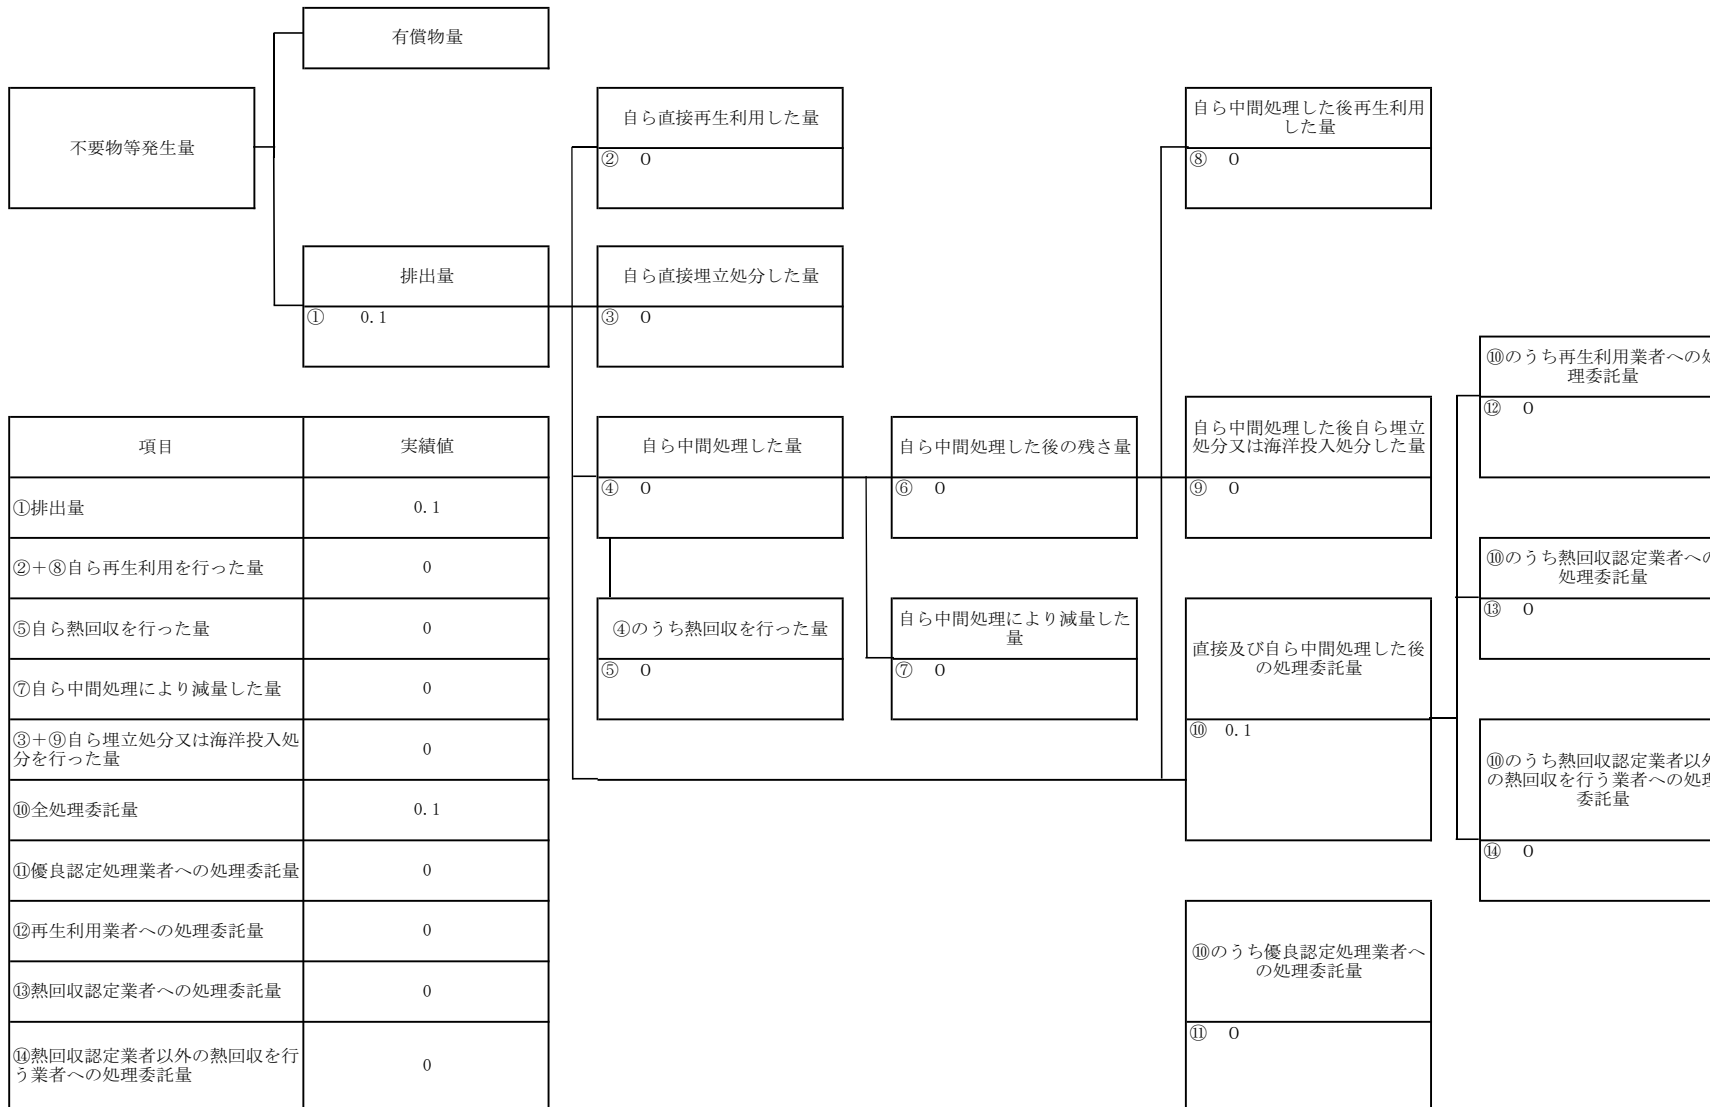 有償物量
不要物等発生量
自ら直接再生利用した量
② 0
自ら中間処理した後再生利用
した量
⑧ 0
排出量
① 0.1
自ら直接埋立処分した量
③ 0
⑩のうち再生利用業者への処
理委託量
⑫ 0
項目 実績値
①排出量 0.1
②+⑧自ら再生利用を行った量 0
⑤自ら熱回収を行った量 0
⑦自ら中間処理により減量した量 0
③+⑨自ら埋立処分又は海洋投入処
分を行った量 0
⑩全処理委託量 0.1
⑪優良認定処理業者への処理委託量 0
⑫再生利用業者への処理委託量 0
⑬熱回収認定業者への処理委託量 0
⑭熱回収認定業者以外の熱回収を行
う業者への処理委託量 0
自ら中間処理した量
④ 0
自ら中間処理した後の残さ量
⑥ 0
自ら中間処理した後自ら埋立
処分又は海洋投入処分した量
⑨ 0
④のうち熱回収を行った量
⑤ 0
自ら中間処理により減量した
量
⑦ 0
直接及び自ら中間処理した後
の処理委託量
⑩ 0.1
⑩のうち熱回収認定業者への
処理委託量
⑬ 0
⑩のうち熱回収認定業者以外
の熱回収を行う業者への処理
委託量
⑭ 0
⑩のうち優良認定処理業者へ
の処理委託量
⑪ 0